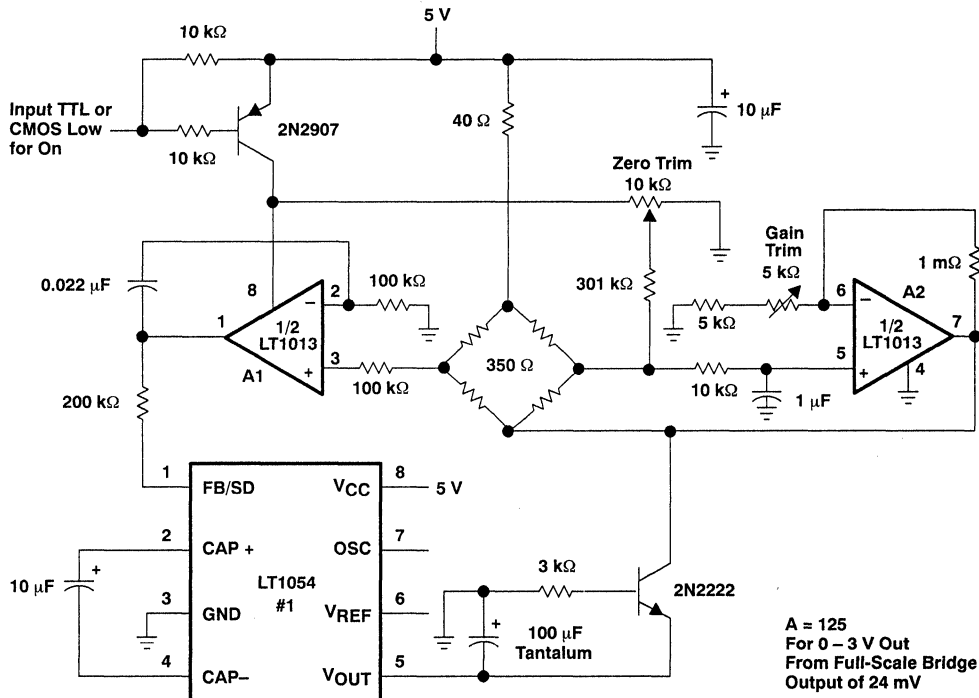 5 V
10 kΩ
Input TTL or
CMOS Low
for On
10 kΩ
2N2907
40 Ω
+
10 μF
Zero Trim
10 kΩ
0.022 μF
8
2
−
100 kΩ
1
1/2
LT1013
+
3
A1
100 kΩ
200 kΩ
350 Ω
301 kΩ
Gain
Trim
5 kΩ
5 kΩ
1 mΩ
6
−
A2
1/2
LT1013
7
5
+
4
10 kΩ
1 μF
1
FB/SD
VCC
8
5 V
2
CAP +
OSC
7
10 μF
+
LT1054
#1
3
GND
VREF
6
4
CAP−
VOUT
5
3 kΩ
2N2222
+
100 μF
Tantalum
A = 125
For 0 – 3 V Out
From Full-Scale Bridge
Output of 24 mV